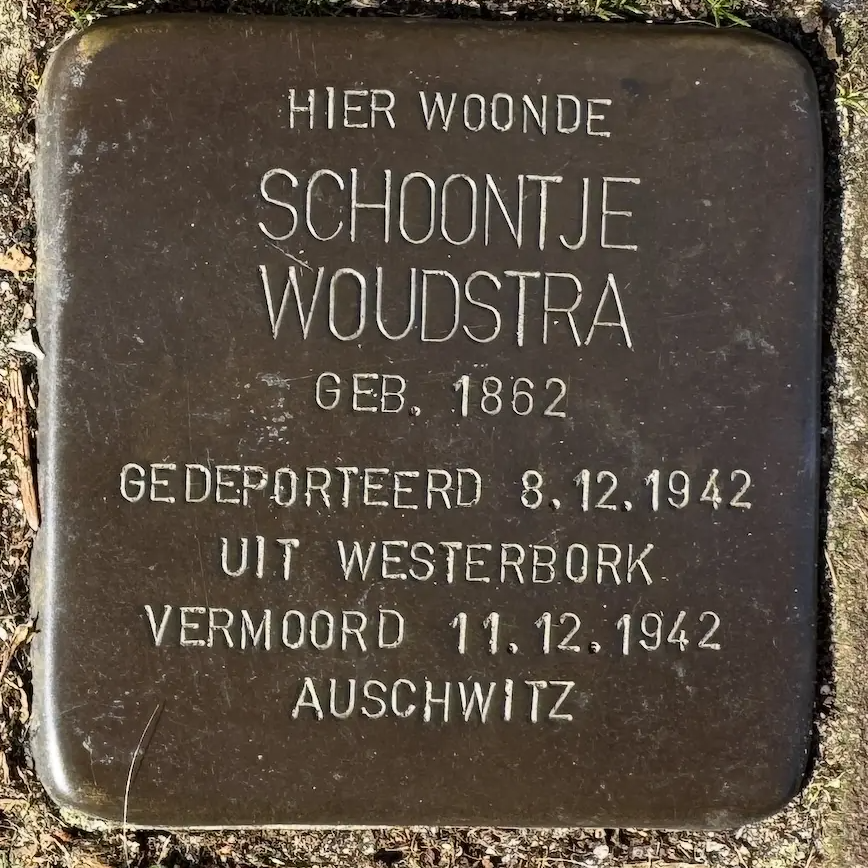 HIER WOONDE
SCHOONTJE
WOUDSTRA
GEB. 1862
GEDEPORTEERD 8.12.1942
UIT WESTERBORK
VERMOORD 11.12.1942
AUSCHWITZ